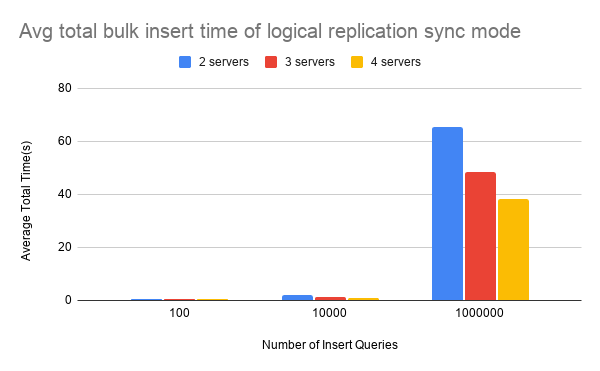 Avg total bulk insert time of logical replication sync mode
2 servers 3 servers 4 servers
80
60
40
20
0
Average Total Time(s)
100 10000 1000000
Number of Insert Queries